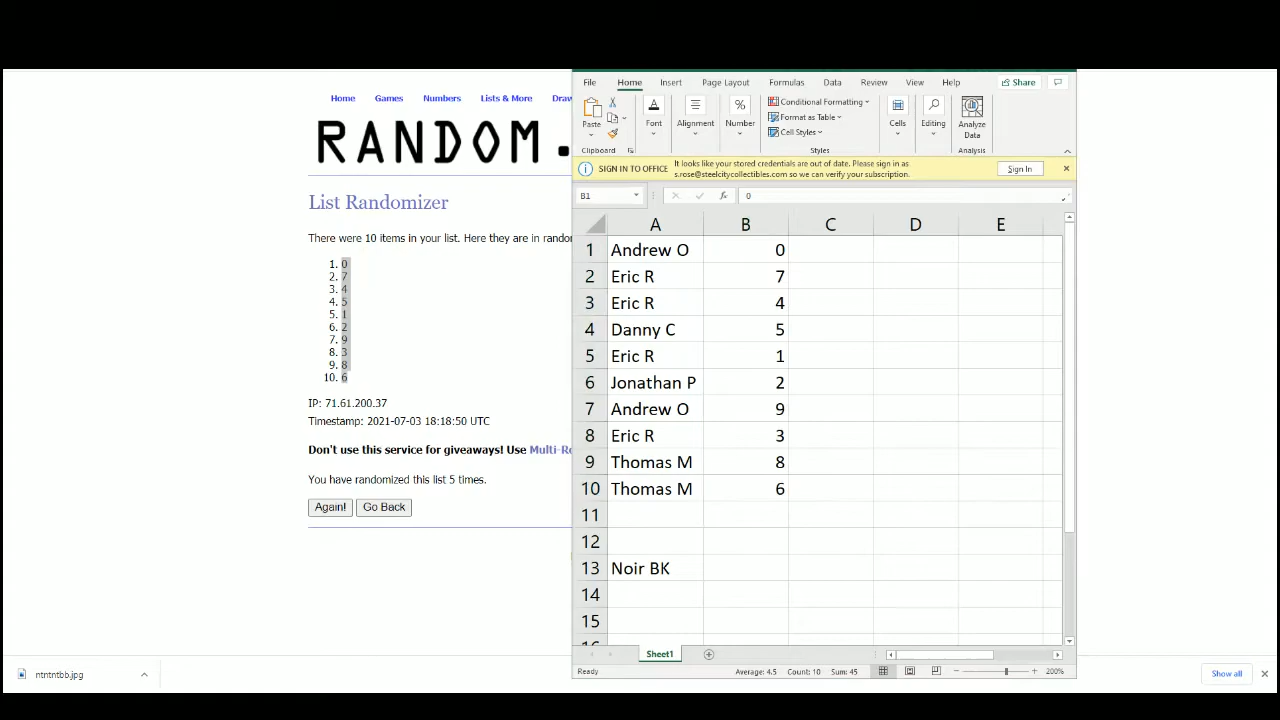 Home Games Numbers Lists & More Draw
RANDOM.
List Randomizer
There were 10 items in your list. Here they are in rando
1. 0
2. 7
3. 4
4. 5
5. 1
6. 2
7. 9
8. 3
9. 8
10. 6
IP: 71.61.200.37
Timestamp: 2021-07-03 18:18:50 UTC
Don't use this service for giveaways! Use Multi-Ro
You have randomized this list 5 times.
Again! Go Back
File Home Insert Page Layout Formulas Data Review View Help Share
Paste Font Alignment Number Conditional Formatting Format as Table Cell Styles Cells Editing Analyze Data
Clipboard Styles Analysis
SIGN IN TO OFFICE It looks like your stored credentials are out of date. Please sign in as
s.rose@steelcitycollectibles.com so we can verify your subscription. Sign In
B1 fx 0
A B C D E
1 Andrew O 0
2 Eric R 7
3 Eric R 4
4 Danny C 5
5 Eric R 1
6 Jonathan P 2
7 Andrew O 9
8 Eric R 3
9 Thomas M 8
10 Thomas M 6
11
12
13 Noir BK
14
15
16
Sheet1
Ready Average: 4.5 Count: 10 Sum: 45 200%
ntntntbb.jpg Show all